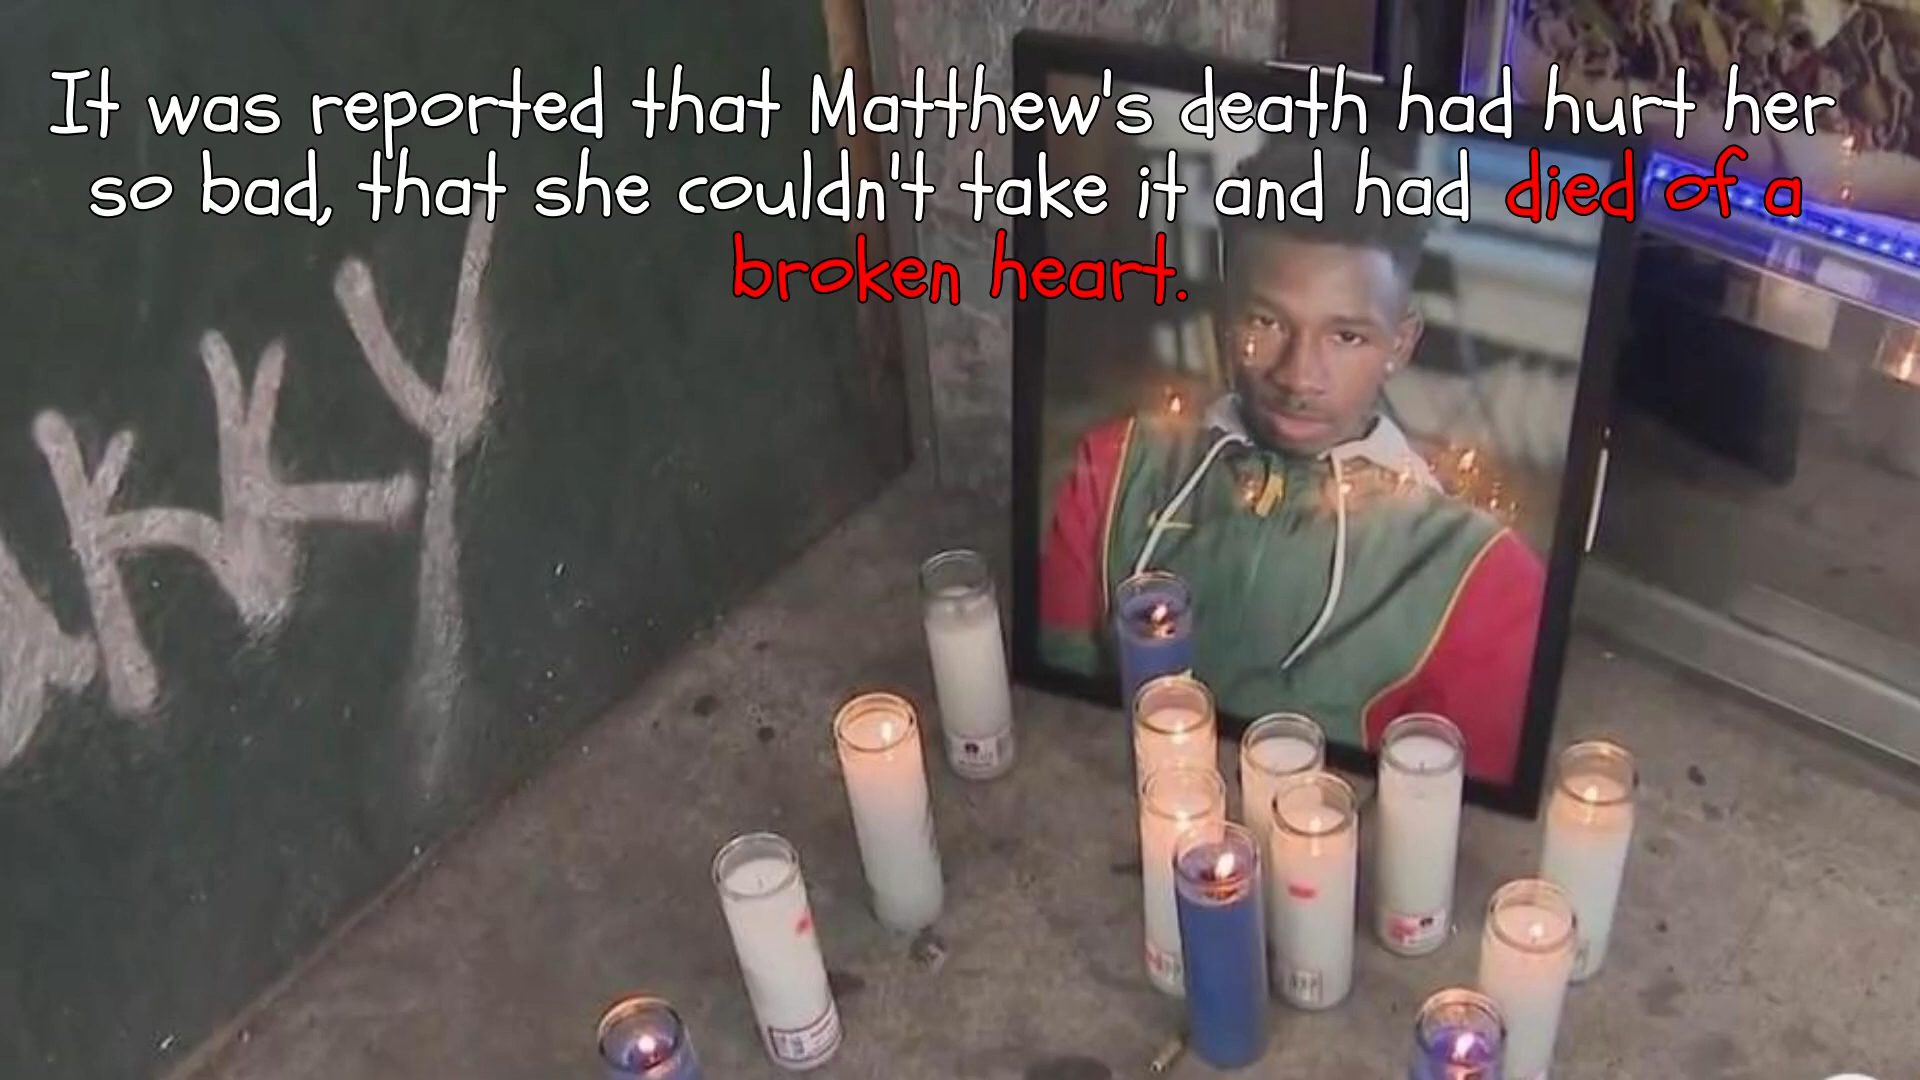 It was reported that Matthew's death had hurt her
so bad, that she couldn't take it and had died of a
broken heart.